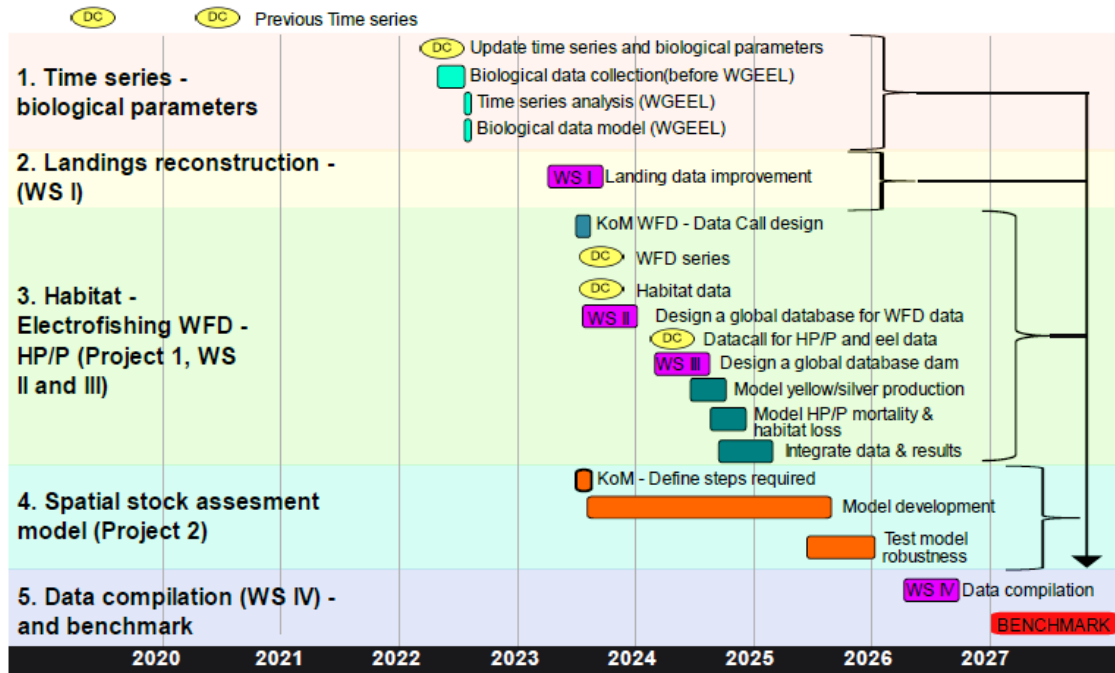 DC DC Previous Time series
1. Time series -
biological parameters
DC Update time series and biological parameters
Biological data collection(before WGEEL)
Time series analysis (WGEEL)
Biological data model (WGEEL)
2. Landings reconstruction -
(WS I)
WS I Landing data improvement
3. Habitat -
Electrofishing WFD -
HP/P (Project 1, WS
II and III)
KoM WFD - Data Call design
DC WFD series
DC Habitat data
WS II Design a global database for WFD data
DC Datacall for HP/P and eel data
WS III Design a global database dam
Model yellow/silver production
Model HP/P mortality &
habitat loss
Integrate data & results
4. Spatial stock assesment
model (Project 2)
KoM - Define steps required
Model development
Test model
robustness
5. Data compilation (WS IV) -
and benchmark
WS IV Data compilation
BENCHMARK
2020 2021 2022 2023 2024 2025 2026 2027